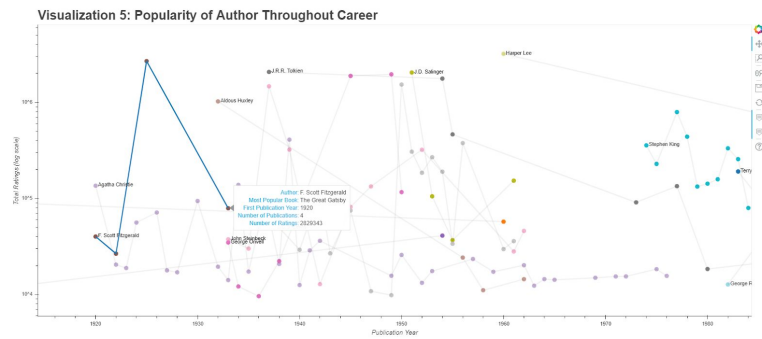 Visualization 5: Popularity of Author Throughout Career
Harper Lee
J.R.R. Tolkien
J.D. Salinger
10^6
Aldous Huxley
Total Ratings (log scale)
Stephen King
Terry
Agatha Christie
10^5
Author: F. Scott Fitzgerald
Most Popular Book: The Great Gatsby
First Publication Year: 1920
Number of Publications: 4
Number of Ratings: 2829343
F. Scott Fitzgerald
John Steinbeck
George Orwell
10^4
George R
1920
1930
1940
1950
1960
1970
1980
Publication Year